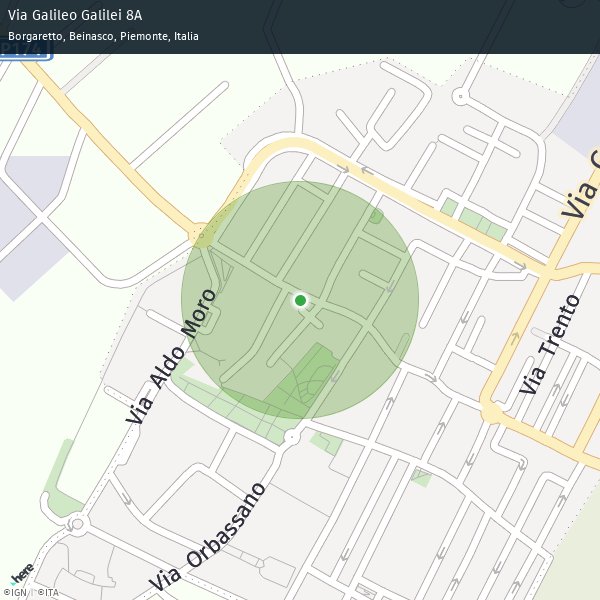 Via Galileo Galilei 8A
Borgaretto, Beinasco, Piemonte, Italia
P174
Via C
Via Aldo Moro
Via Trento
Via Orbassano
here
©IGN | ©ITA